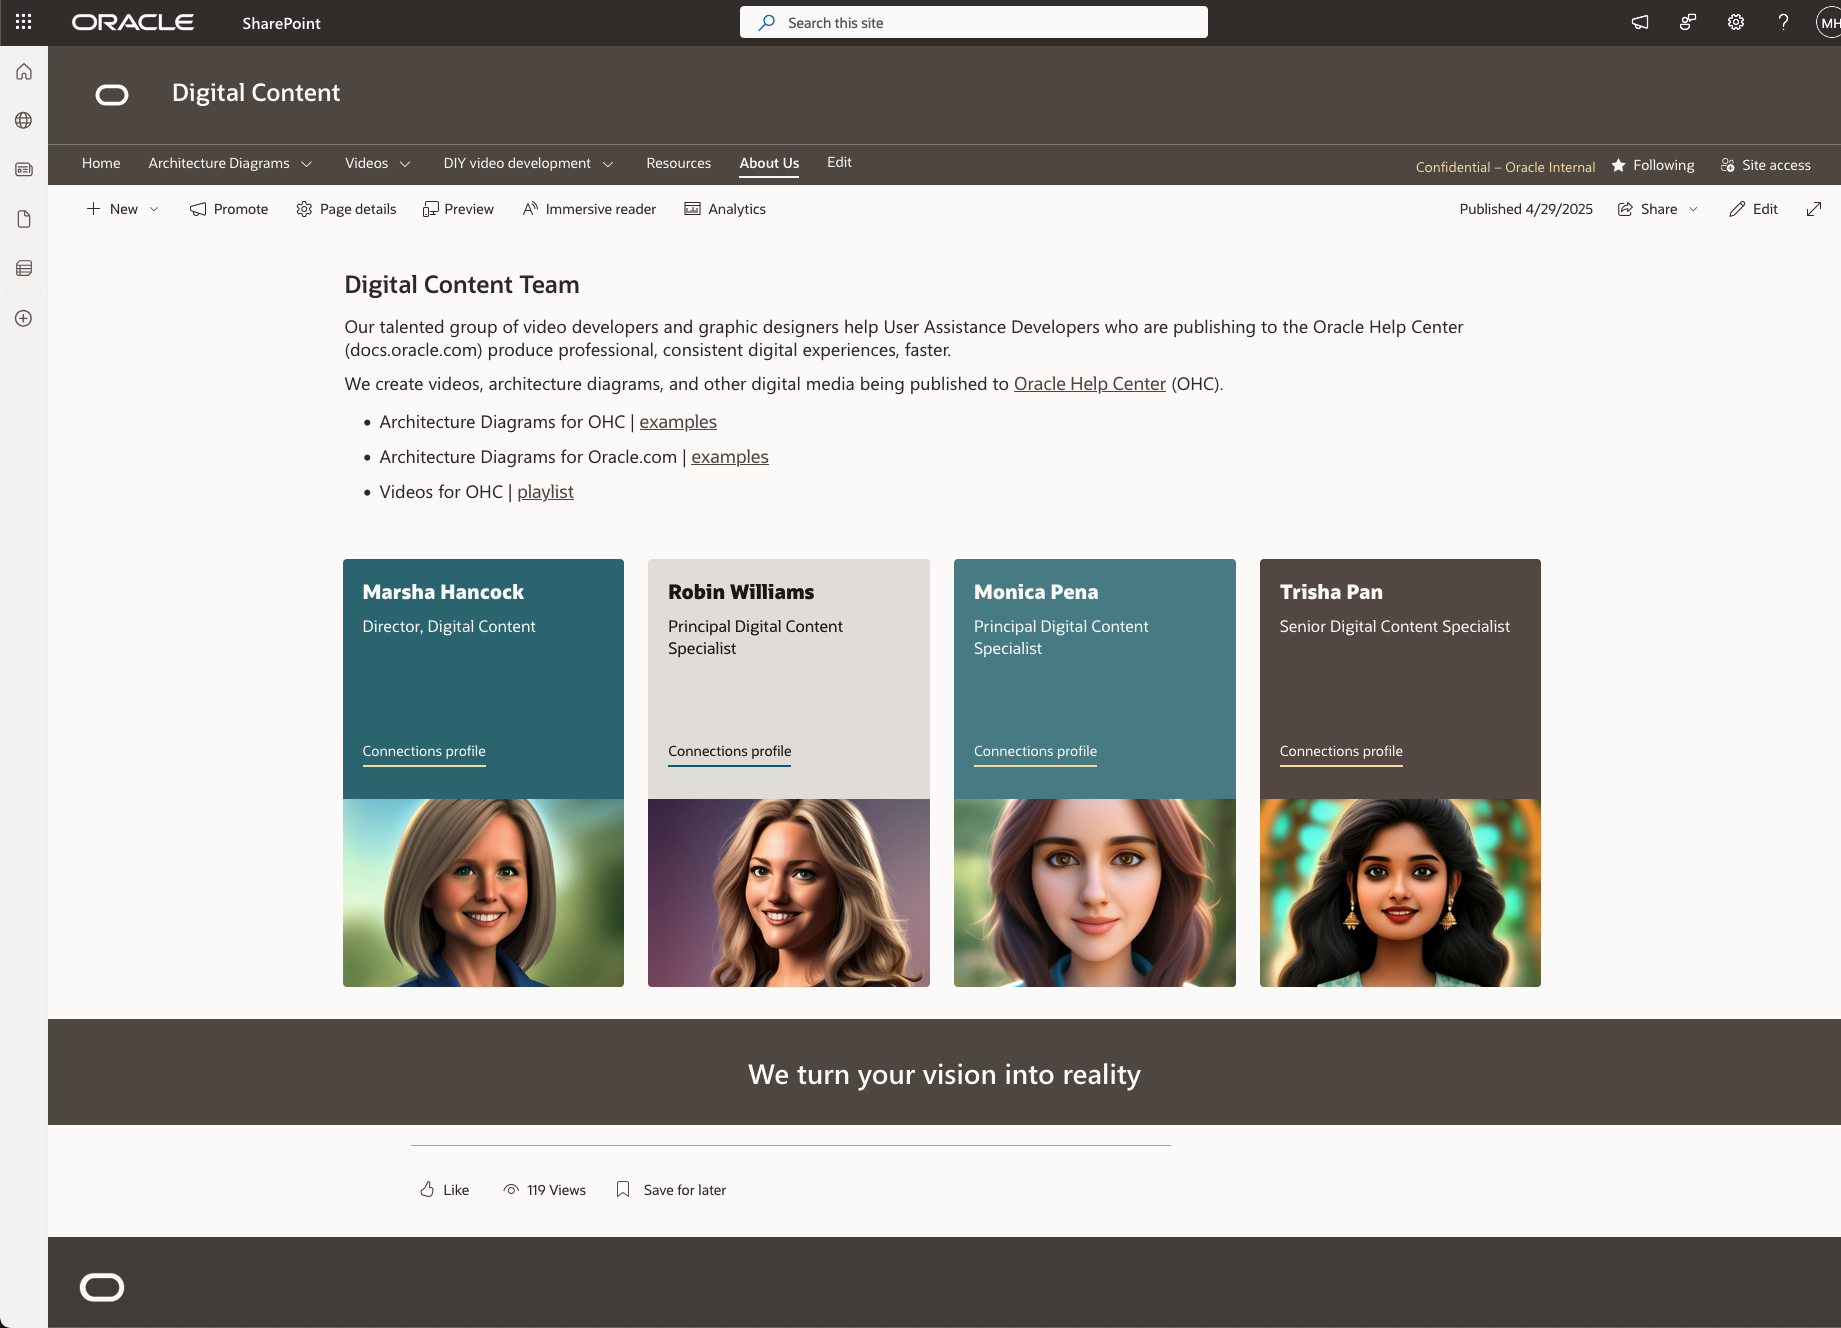 ORACLE
SharePoint
Search this site
MH
Digital Content
Home
Architecture Diagrams
Videos
DIY video development
Resources
About Us
Edit
Confidential – Oracle Internal
Following
Site access
New
Promote
Page details
Preview
Immersive reader
Analytics
Published 4/29/2025
Share
Edit
Digital Content Team
Our talented group of video developers and graphic designers help User Assistance Developers who are publishing to the Oracle Help Center
(docs.oracle.com) produce professional, consistent digital experiences, faster.
We create videos, architecture diagrams, and other digital media being published to Oracle Help Center (OHC).
• Architecture Diagrams for OHC | examples
• Architecture Diagrams for Oracle.com | examples
• Videos for OHC | playlist
Marsha Hancock
Director, Digital Content
Connections profile
Robin Williams
Principal Digital Content
Specialist
Connections profile
Monica Pena
Principal Digital Content
Specialist
Connections profile
Trisha Pan
Senior Digital Content Specialist
Connections profile
We turn your vision into reality
Like
119 Views
Save for later